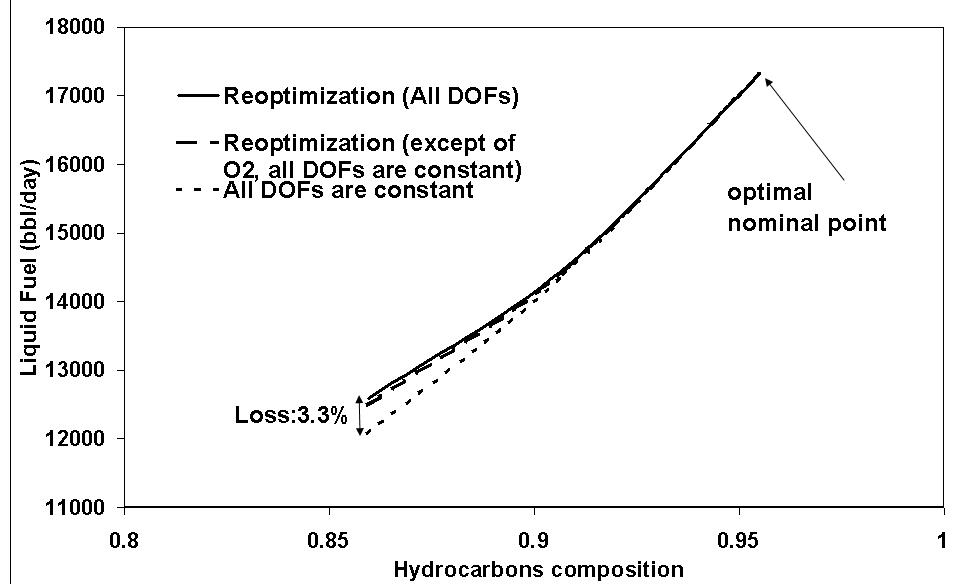 18000
17000
16000
15000
14000
13000
12000
11000
Liquid Fuel (bbl/day)
Reoptimization (All DOFs)
Reoptimization (except of
O2, all DOFs are constant)
All DOFs are constant
optimal
nominal point
Loss:3.3%
0.8
0.85
0.9
0.95
1
Hydrocarbons composition